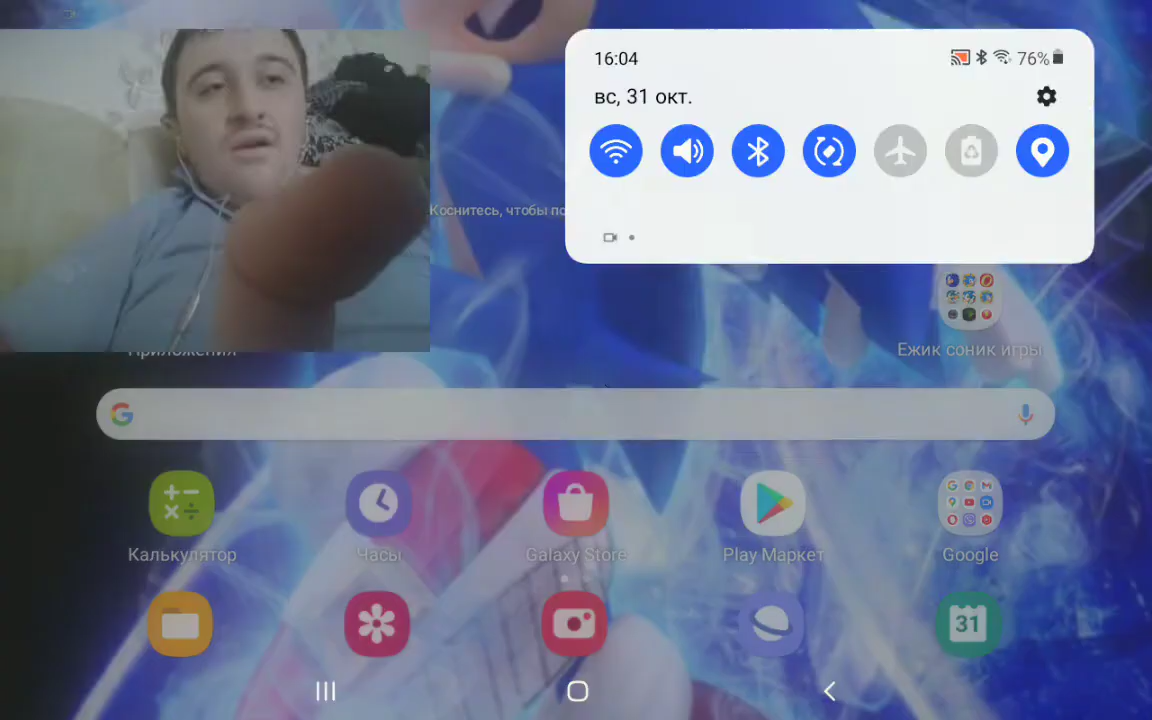 16:04
76%
вс, 31 окт.
Коснитесь, чтобы по
Приложения
Ежик соник игры
Калькулятор
Часы
Galaxy Store
Play Маркет
Google
31